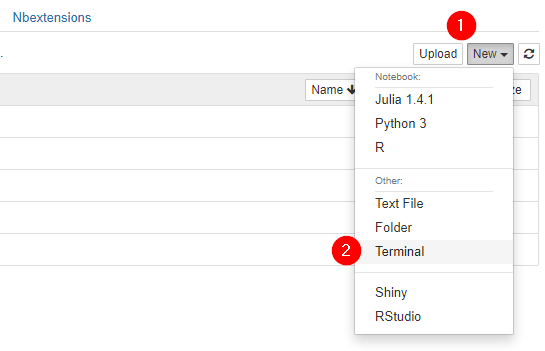 Nbextensions
1
.
Upload New
Name ze
Notebook:
Julia 1.4.1
Python 3
R
Other:
Text File
Folder
2 Terminal
Shiny
RStudio